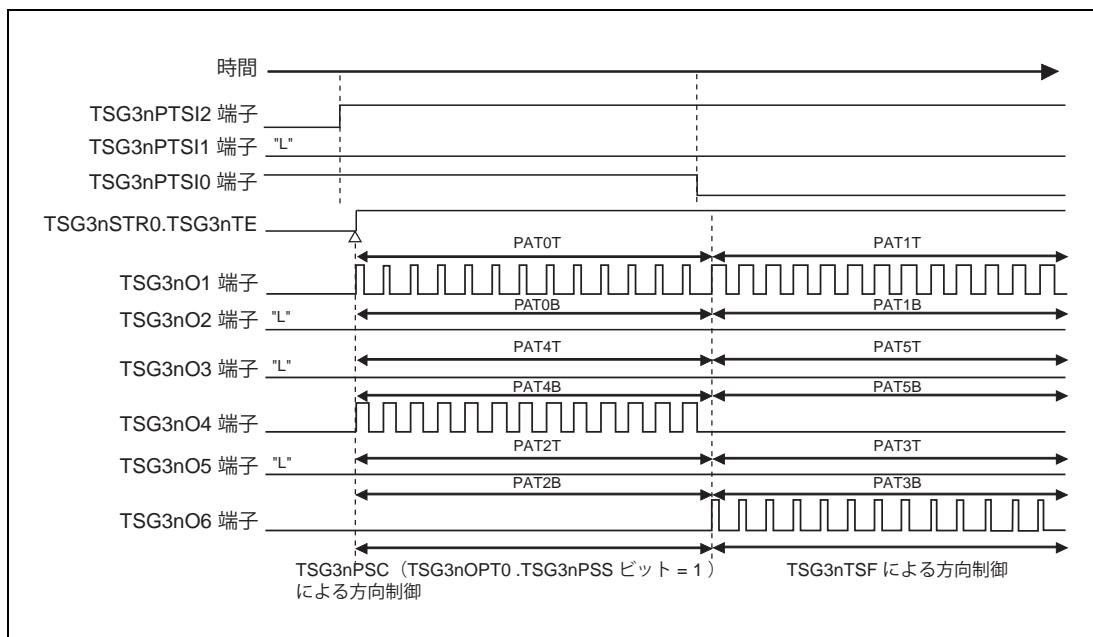 時間
TSG3nPTSI2 端子
TSG3nPTSI1 端子 "L"
TSG3nPTSI0 端子
TSG3nSTR0.TSG3nTE
PAT0T PAT1T
TSG3nO1 端子
PAT0B PAT1B
TSG3nO2 端子 "L"
PAT4T PAT5T
TSG3nO3 端子 "L"
PAT4B PAT5B
TSG3nO4 端子
PAT2T PAT3T
TSG3nO5 端子 "L"
PAT2B PAT3B
TSG3nO6 端子
TSG3nPSC（TSG3nOPT0 .TSG3nPSS ビット = 1 ）
による方向制御
TSG3nTSF による方向制御